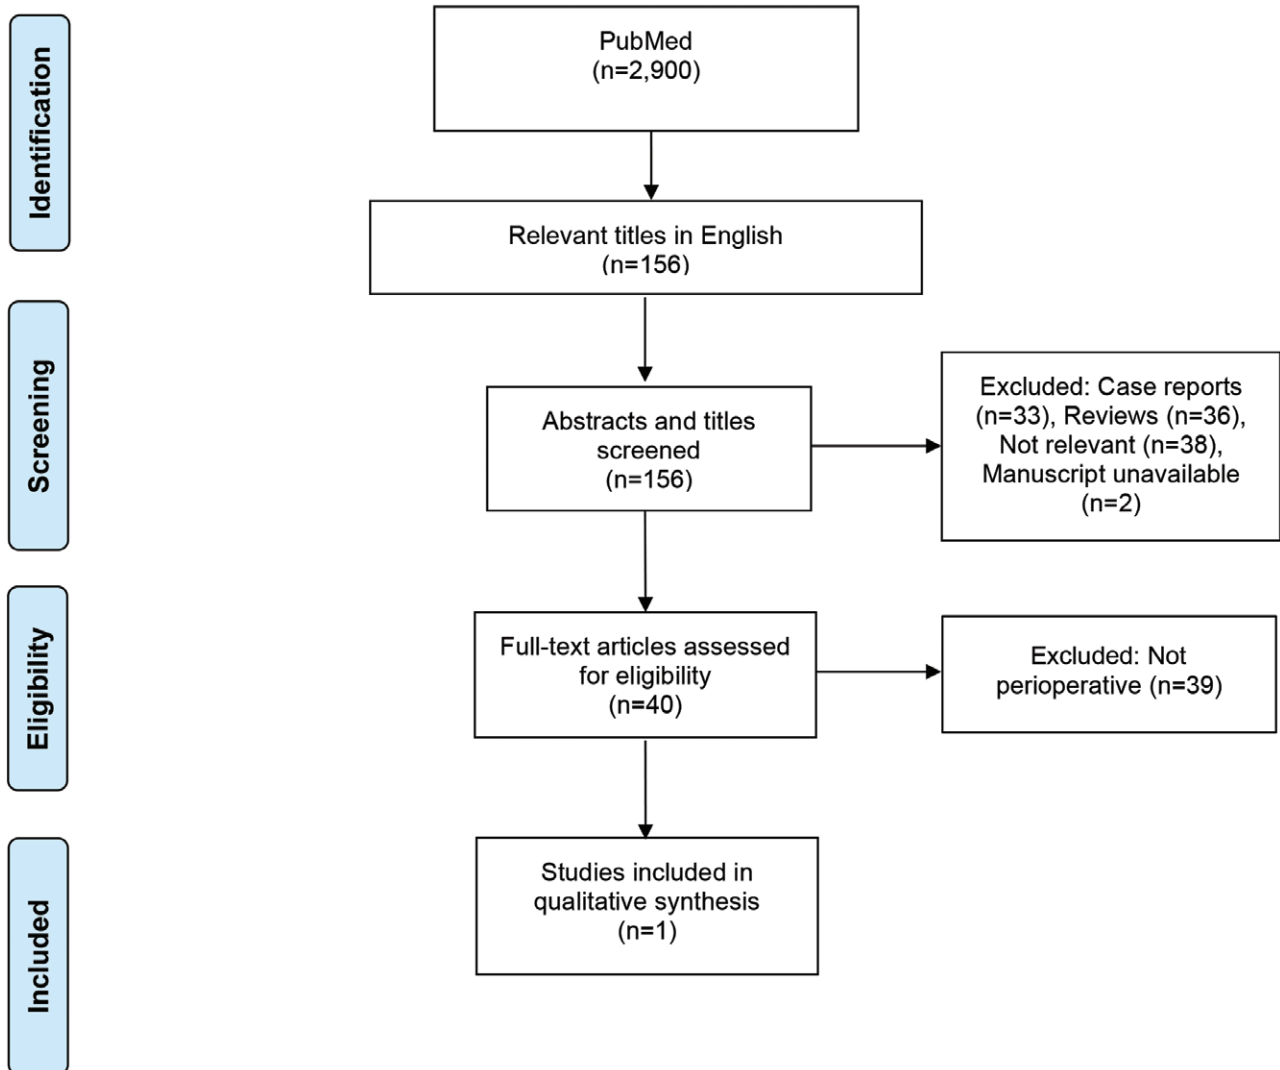 Identification
PubMed
(n=2,900)
Relevant titles in English
(n=156)
Screening
Abstracts and titles
screened
(n=156)
Excluded: Case reports
(n=33), Reviews (n=36),
Not relevant (n=38),
Manuscript unavailable
(n=2)
Eligibility
Full-text articles assessed
for eligibility
(n=40)
Excluded: Not
perioperative (n=39)
Included
Studies included in
qualitative synthesis
(n=1)